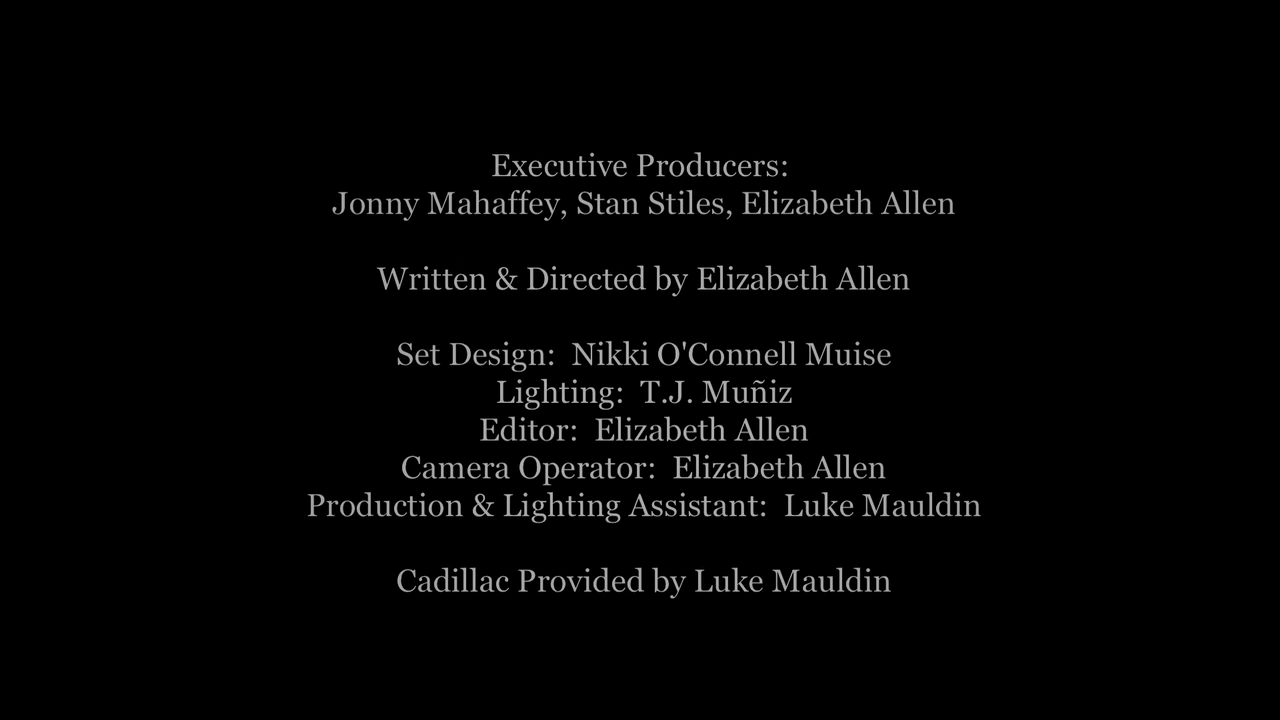 Executive Producers:
Jonny Mahaffey, Stan Stiles, Elizabeth Allen
Written & Directed by Elizabeth Allen
Set Design:  Nikki O'Connell Muise
Lighting:  T.J. Muñiz
Editor:  Elizabeth Allen
Camera Operator:  Elizabeth Allen
Production & Lighting Assistant:  Luke Mauldin
Cadillac Provided by Luke Mauldin